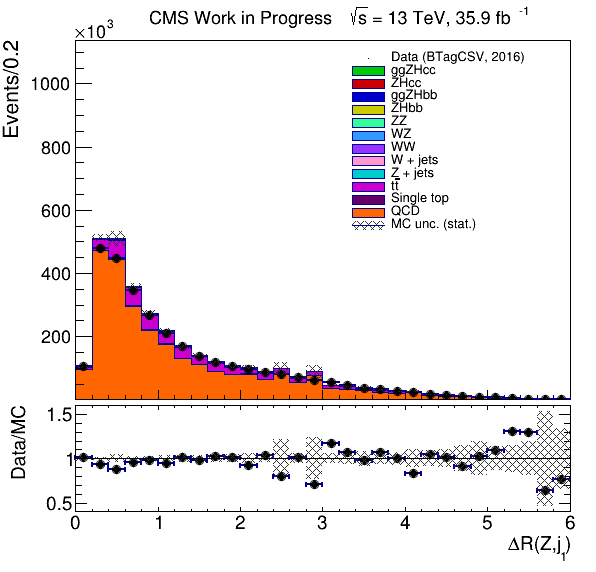 CMS Work in Progress √s = 13 TeV, 35.9 fb⁻¹
×10³
Events/0.2
1000
800
600
400
200
Data (BTagCSV, 2016)
ggZHcc
ZHcc
ggZHbb
ZHbb
ZZ
WZ
WW
W + jets
Z + jets
tt̅
Single top
QCD
MC unc. (stat.)
Data/MC
1.5
1
0.5
0 1 2 3 4 5 6
ΔR(Z,j₁)